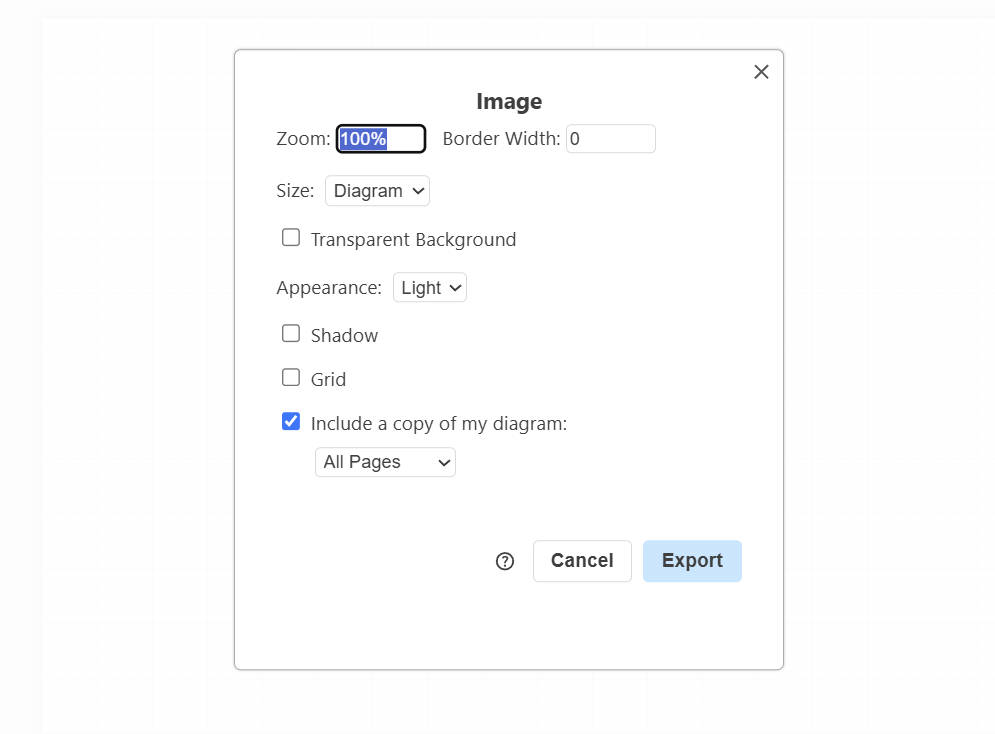 Image
Zoom: 100% Border Width: 0
Size: Diagram
Transparent Background
Appearance: Light
Shadow
Grid
Include a copy of my diagram:
All Pages
Cancel Export